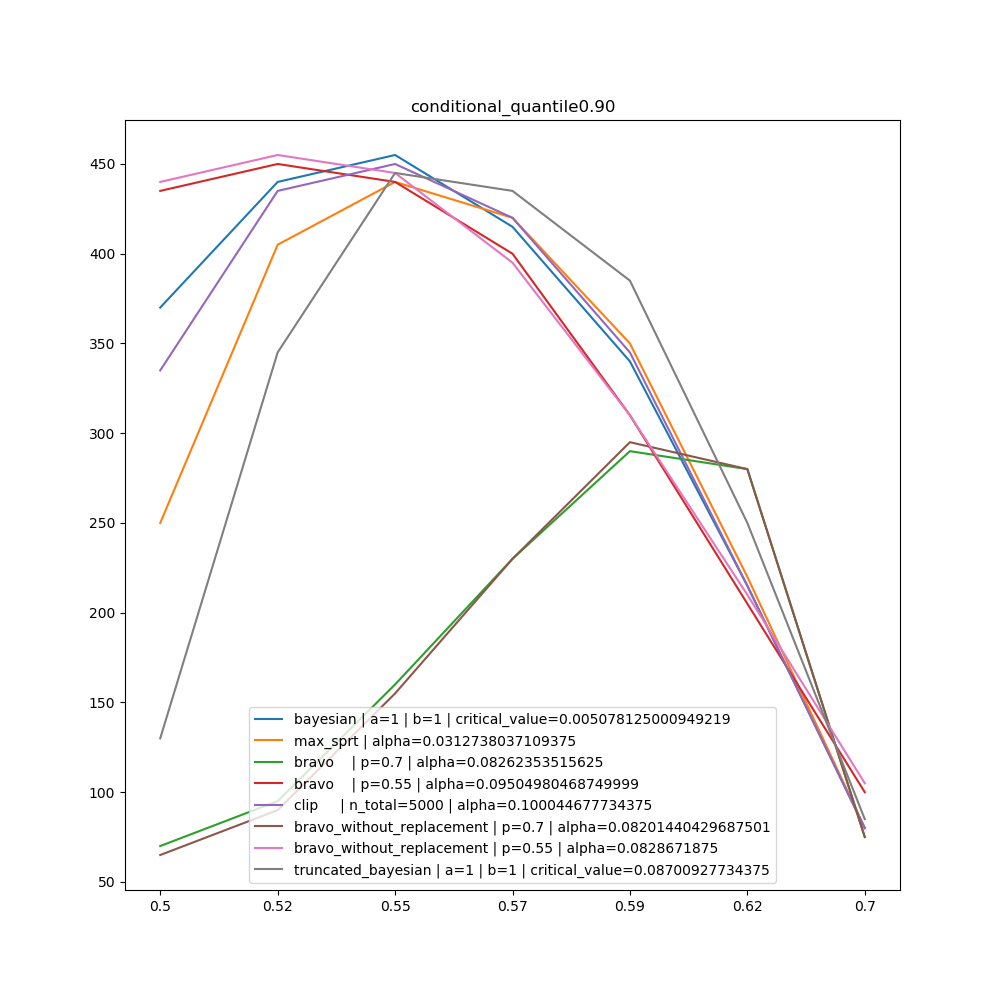 conditional_quantile0.90
450
400
350
300
250
200
150
100
50
bayesian | a=1 | b=1 | critical_value=0.005078125000949219
max_sprt | alpha=0.0312738037109375
bravo    | p=0.7 | alpha=0.08262353515625
bravo    | p=0.55 | alpha=0.09504980468749999
clip     | n_total=5000 | alpha=0.100044677734375
bravo_without_replacement | p=0.7 | alpha=0.08201440429687501
bravo_without_replacement | p=0.55 | alpha=0.0828671875
truncated_bayesian | a=1 | b=1 | critical_value=0.08700927734375
0.5 0.52 0.55 0.57 0.59 0.62 0.7